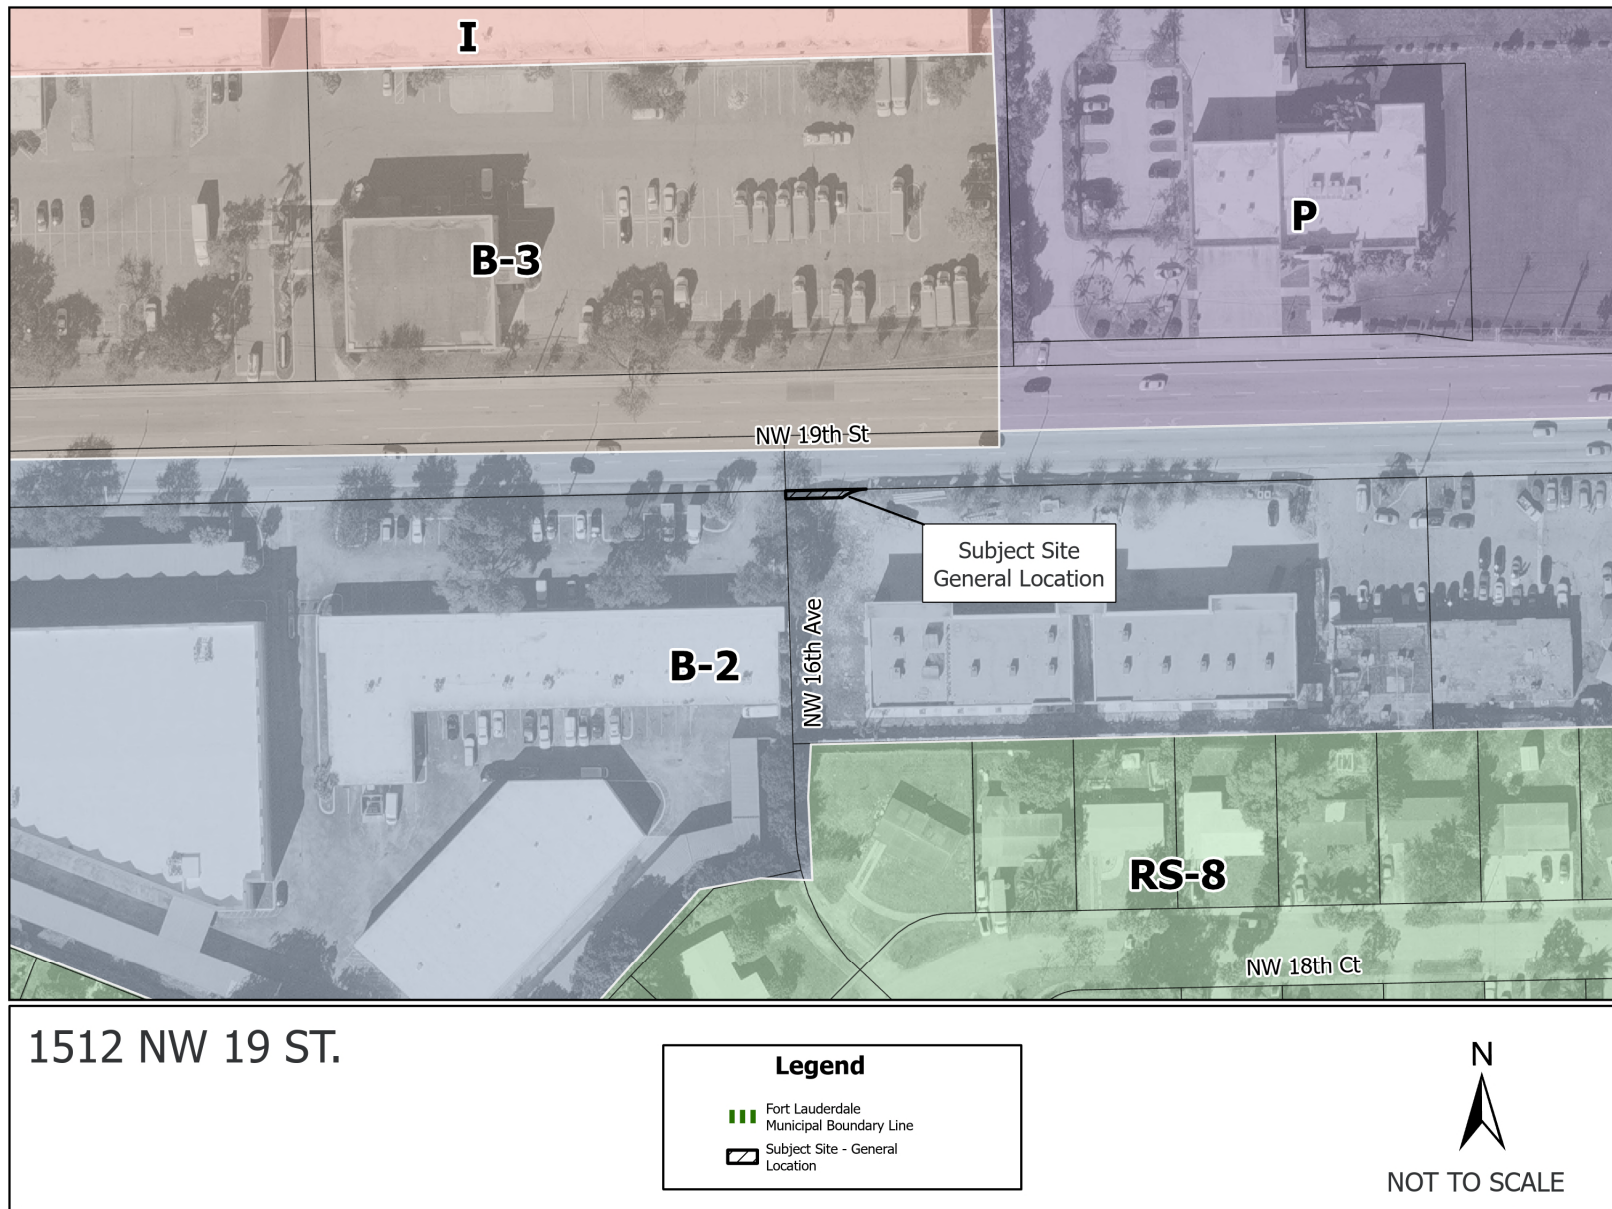 I
P
B-3
NW 19th St
Subject Site
General Location
NW 16th Ave
B-2
RS-8
NW 18th Ct
1512 NW 19 ST.
Legend
Fort Lauderdale
Municipal Boundary Line
Subject Site - General
Location
N
NOT TO SCALE